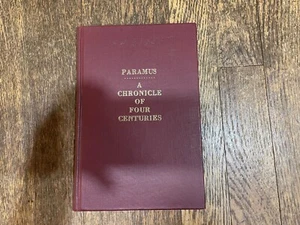 PARAMUS
A
CHRONICLE
OF
FOUR
CENTURIES